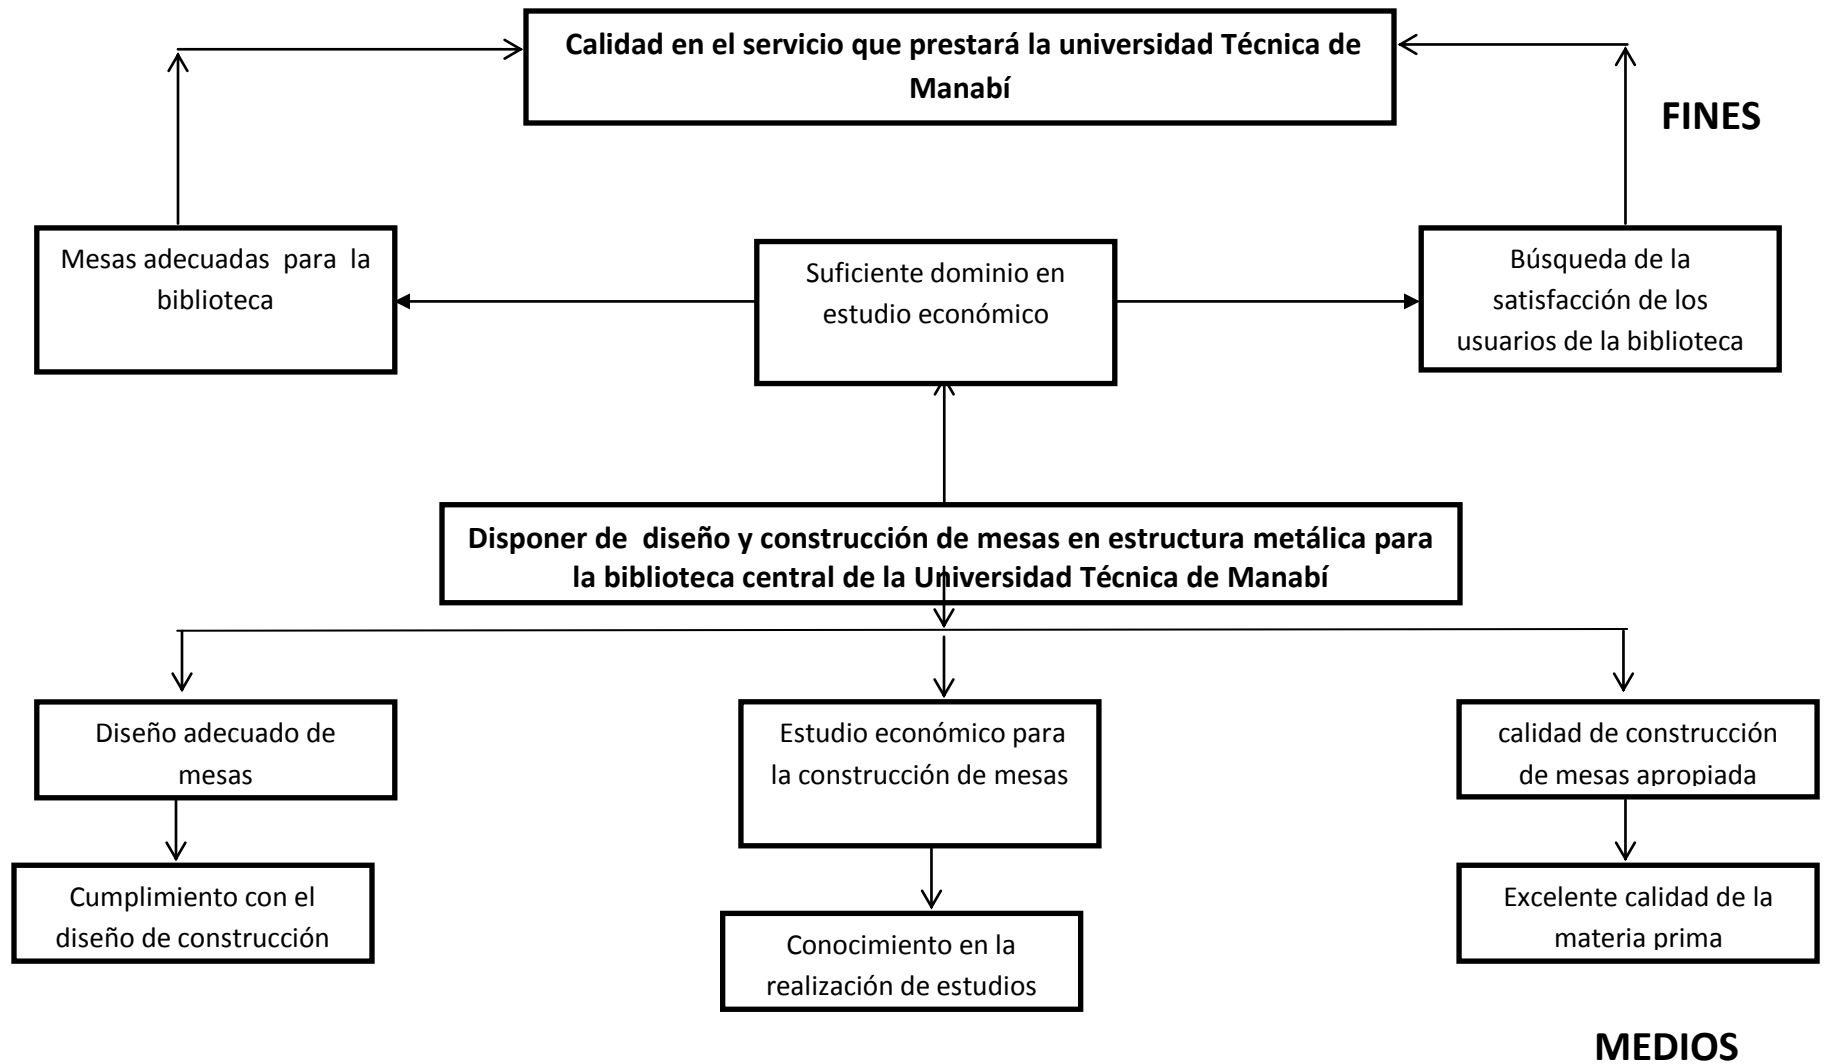 Calidad en el servicio que prestará la universidad Técnica de
Manabí
FINES
Mesas adecuadas para la
biblioteca
Suficiente dominio en
estudio económico
Búsqueda de la
satisfacción de los
usuarios de la biblioteca
Disponer de diseño y construcción de mesas en estructura metálica para
la biblioteca central de la Universidad Técnica de Manabí
Diseño adecuado de
mesas
Estudio económico para
la construcción de mesas
calidad de construcción
de mesas apropiada
Cumplimiento con el
diseño de construcción
Conocimiento en la
realización de estudios
Excelente calidad de la
materia prima
MEDIOS